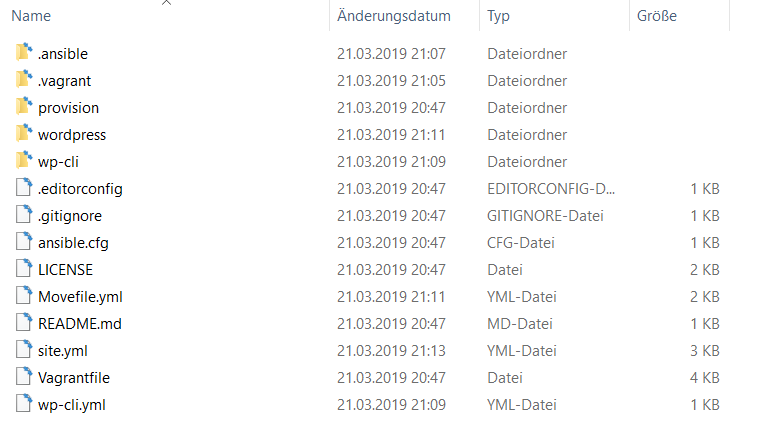 Name Änderungsdatum Typ Größe
.ansible 21.03.2019 21:07 Dateiordner
.vagrant 21.03.2019 21:05 Dateiordner
provision 21.03.2019 20:47 Dateiordner
wordpress 21.03.2019 21:11 Dateiordner
wp-cli 21.03.2019 21:09 Dateiordner
.editorconfig 21.03.2019 20:47 EDITORCONFIG-D... 1 KB
.gitignore 21.03.2019 20:47 GITIGNORE-Datei 1 KB
ansible.cfg 21.03.2019 20:47 CFG-Datei 1 KB
LICENSE 21.03.2019 20:47 Datei 2 KB
Movefile.yml 21.03.2019 21:11 YML-Datei 2 KB
README.md 21.03.2019 20:47 MD-Datei 1 KB
site.yml 21.03.2019 21:13 YML-Datei 3 KB
Vagrantfile 21.03.2019 20:47 Datei 4 KB
wp-cli.yml 21.03.2019 21:09 YML-Datei 1 KB